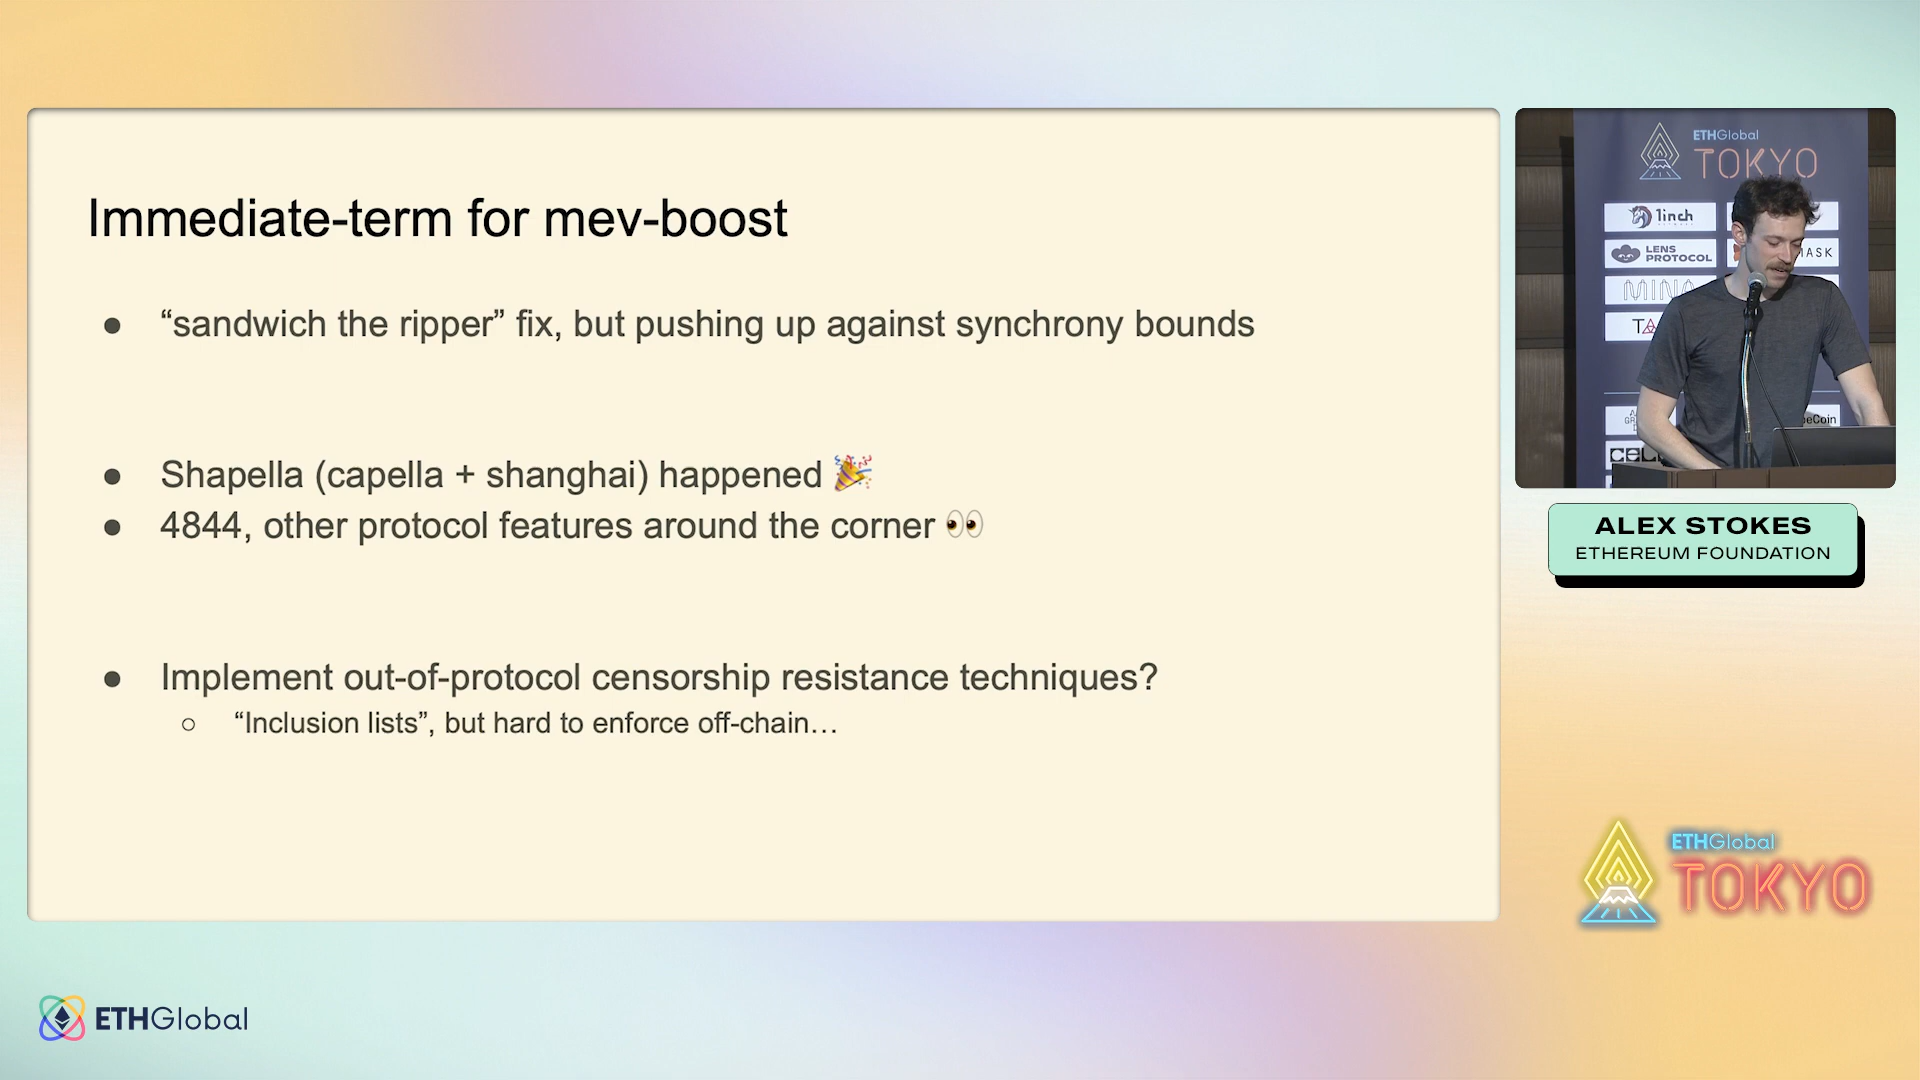 Immediate-term for mev-boost
● “sandwich the ripper” fix, but pushing up against synchrony bounds
● Shapella (capella + shanghai) happened 🎉
● 4844, other protocol features around the corner 👀
● Implement out-of-protocol censorship resistance techniques?
○ “Inclusion lists”, but hard to enforce off-chain…
ETHGlobal
TOKYO
1inch
LENS
PROTOCOL
ASK
MINA
ALEX STOKES
ETHEREUM FOUNDATION
ETHGlobal
TOKYO
ETHGlobal